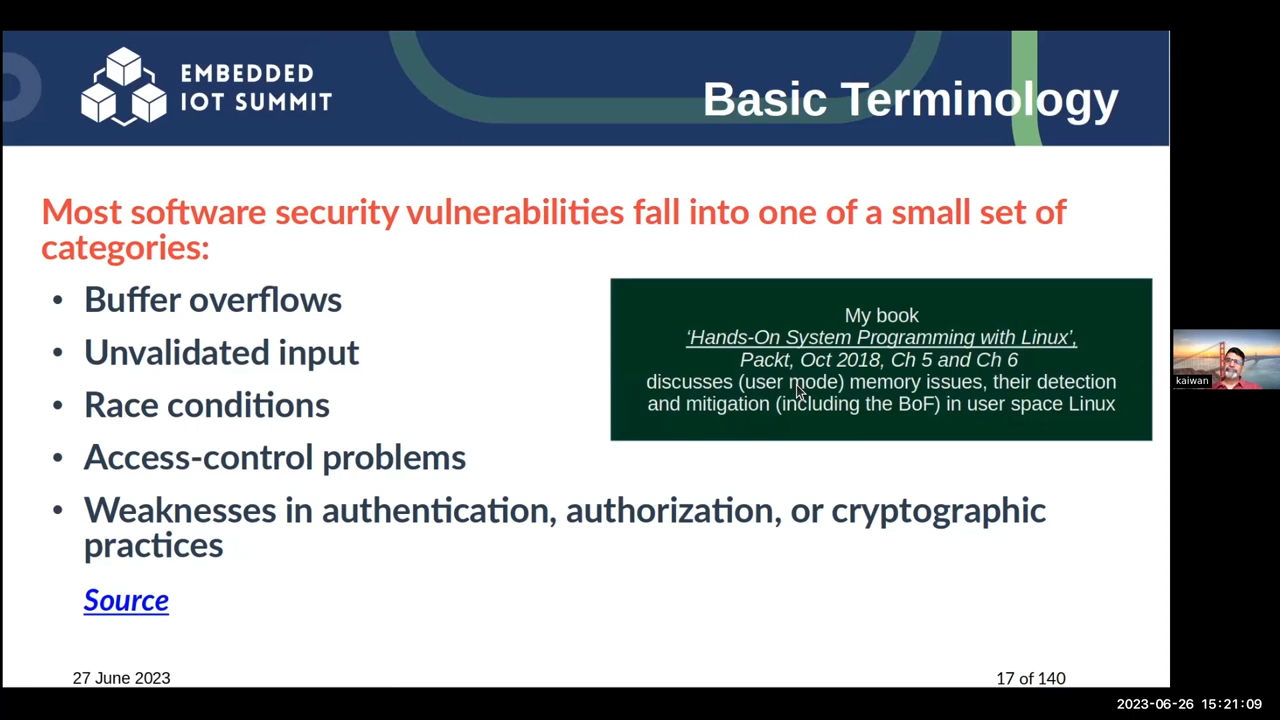 EMBEDDED
IOT SUMMIT
Basic Terminology
Most software security vulnerabilities fall into one of a small set of
categories:
• Buffer overflows
• Unvalidated input
• Race conditions
• Access-control problems
• Weaknesses in authentication, authorization, or cryptographic
practices
Source
My book
‘Hands-On System Programming with Linux’,
Packt, Oct 2018, Ch 5 and Ch 6
discusses (user mode) memory issues, their detection
and mitigation (including the BoF) in user space Linux
kaiwan
27 June 2023
17 of 140
2023-06-26 15:21:09